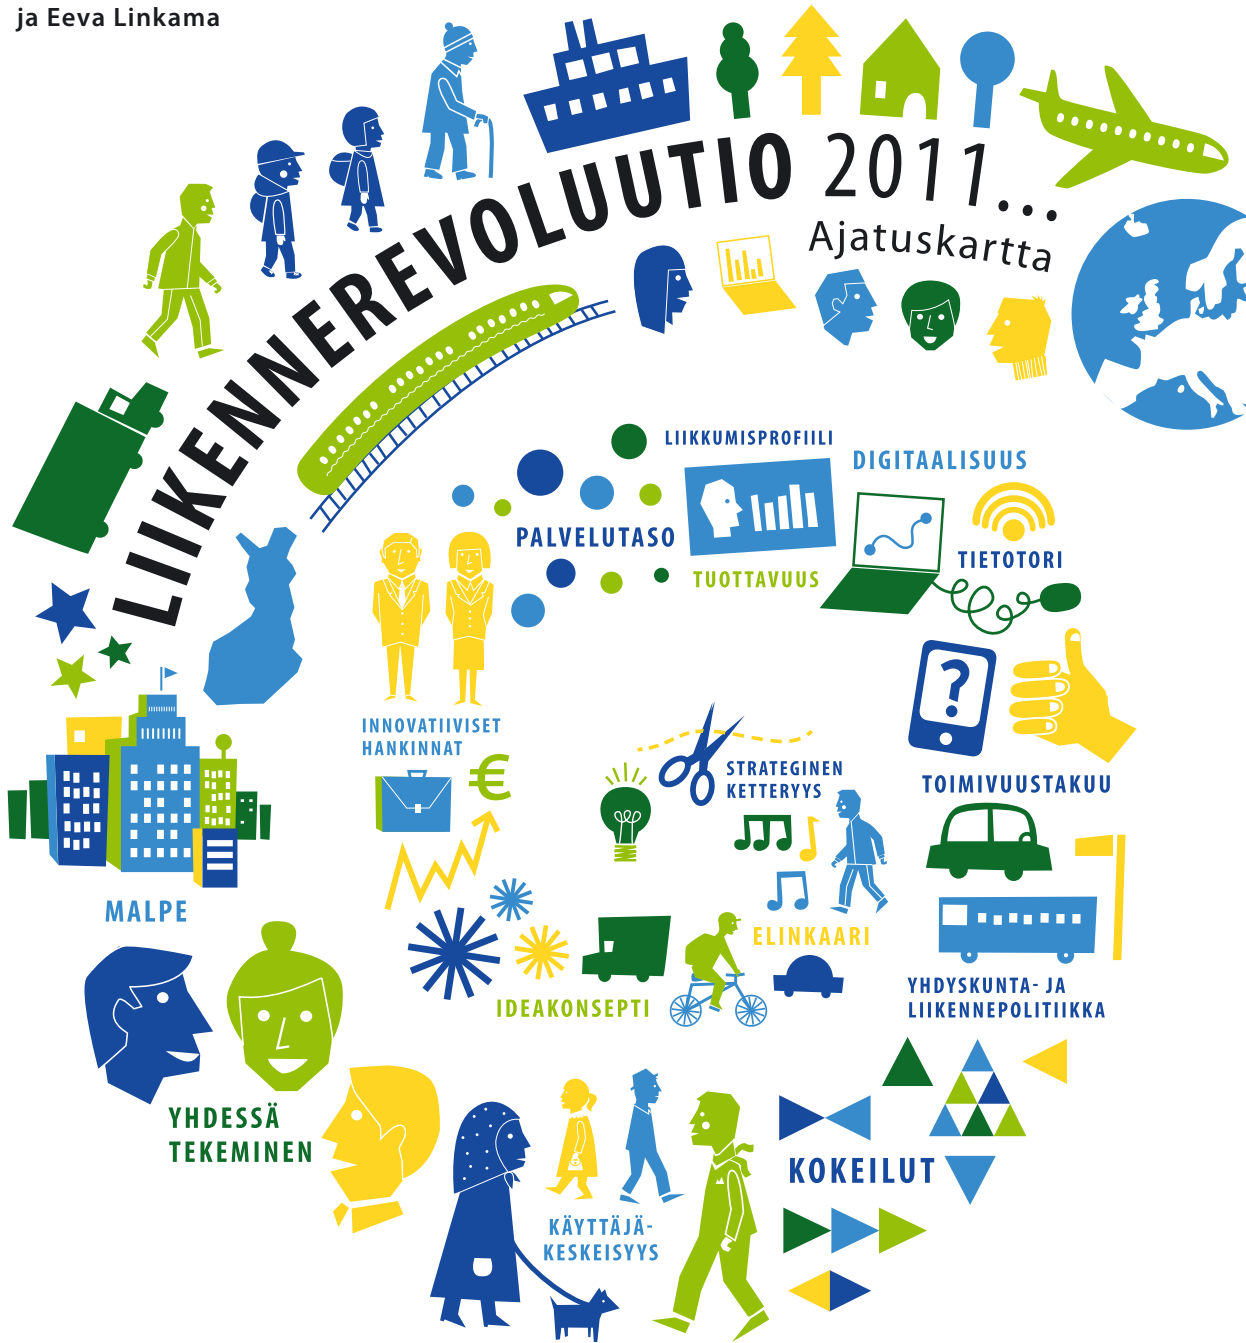 ja Eeva Linkama
LIIKENNEREVOLUUTIO 2011...
Ajatuskartta
LIIKKUMISPROFIILI
DIGITAALISUUS
PALVELUTASO
TIETOTORI
TUOTTAVUUS
INNOVATIIVISET
HANKINNAT
€
?
STRATEGINEN
KETTERYYS
TOIMIVUUSTAKUU
MALPE
ELINKAARI
IDEAKONSEPTI
YHDYSKUNTA- JA
LIIKENNEPOLITIIKKA
YHDESSÄ
TEKEMINEN
KOKEILUT
KÄYTTÄJÄ-
KESKEISYYS